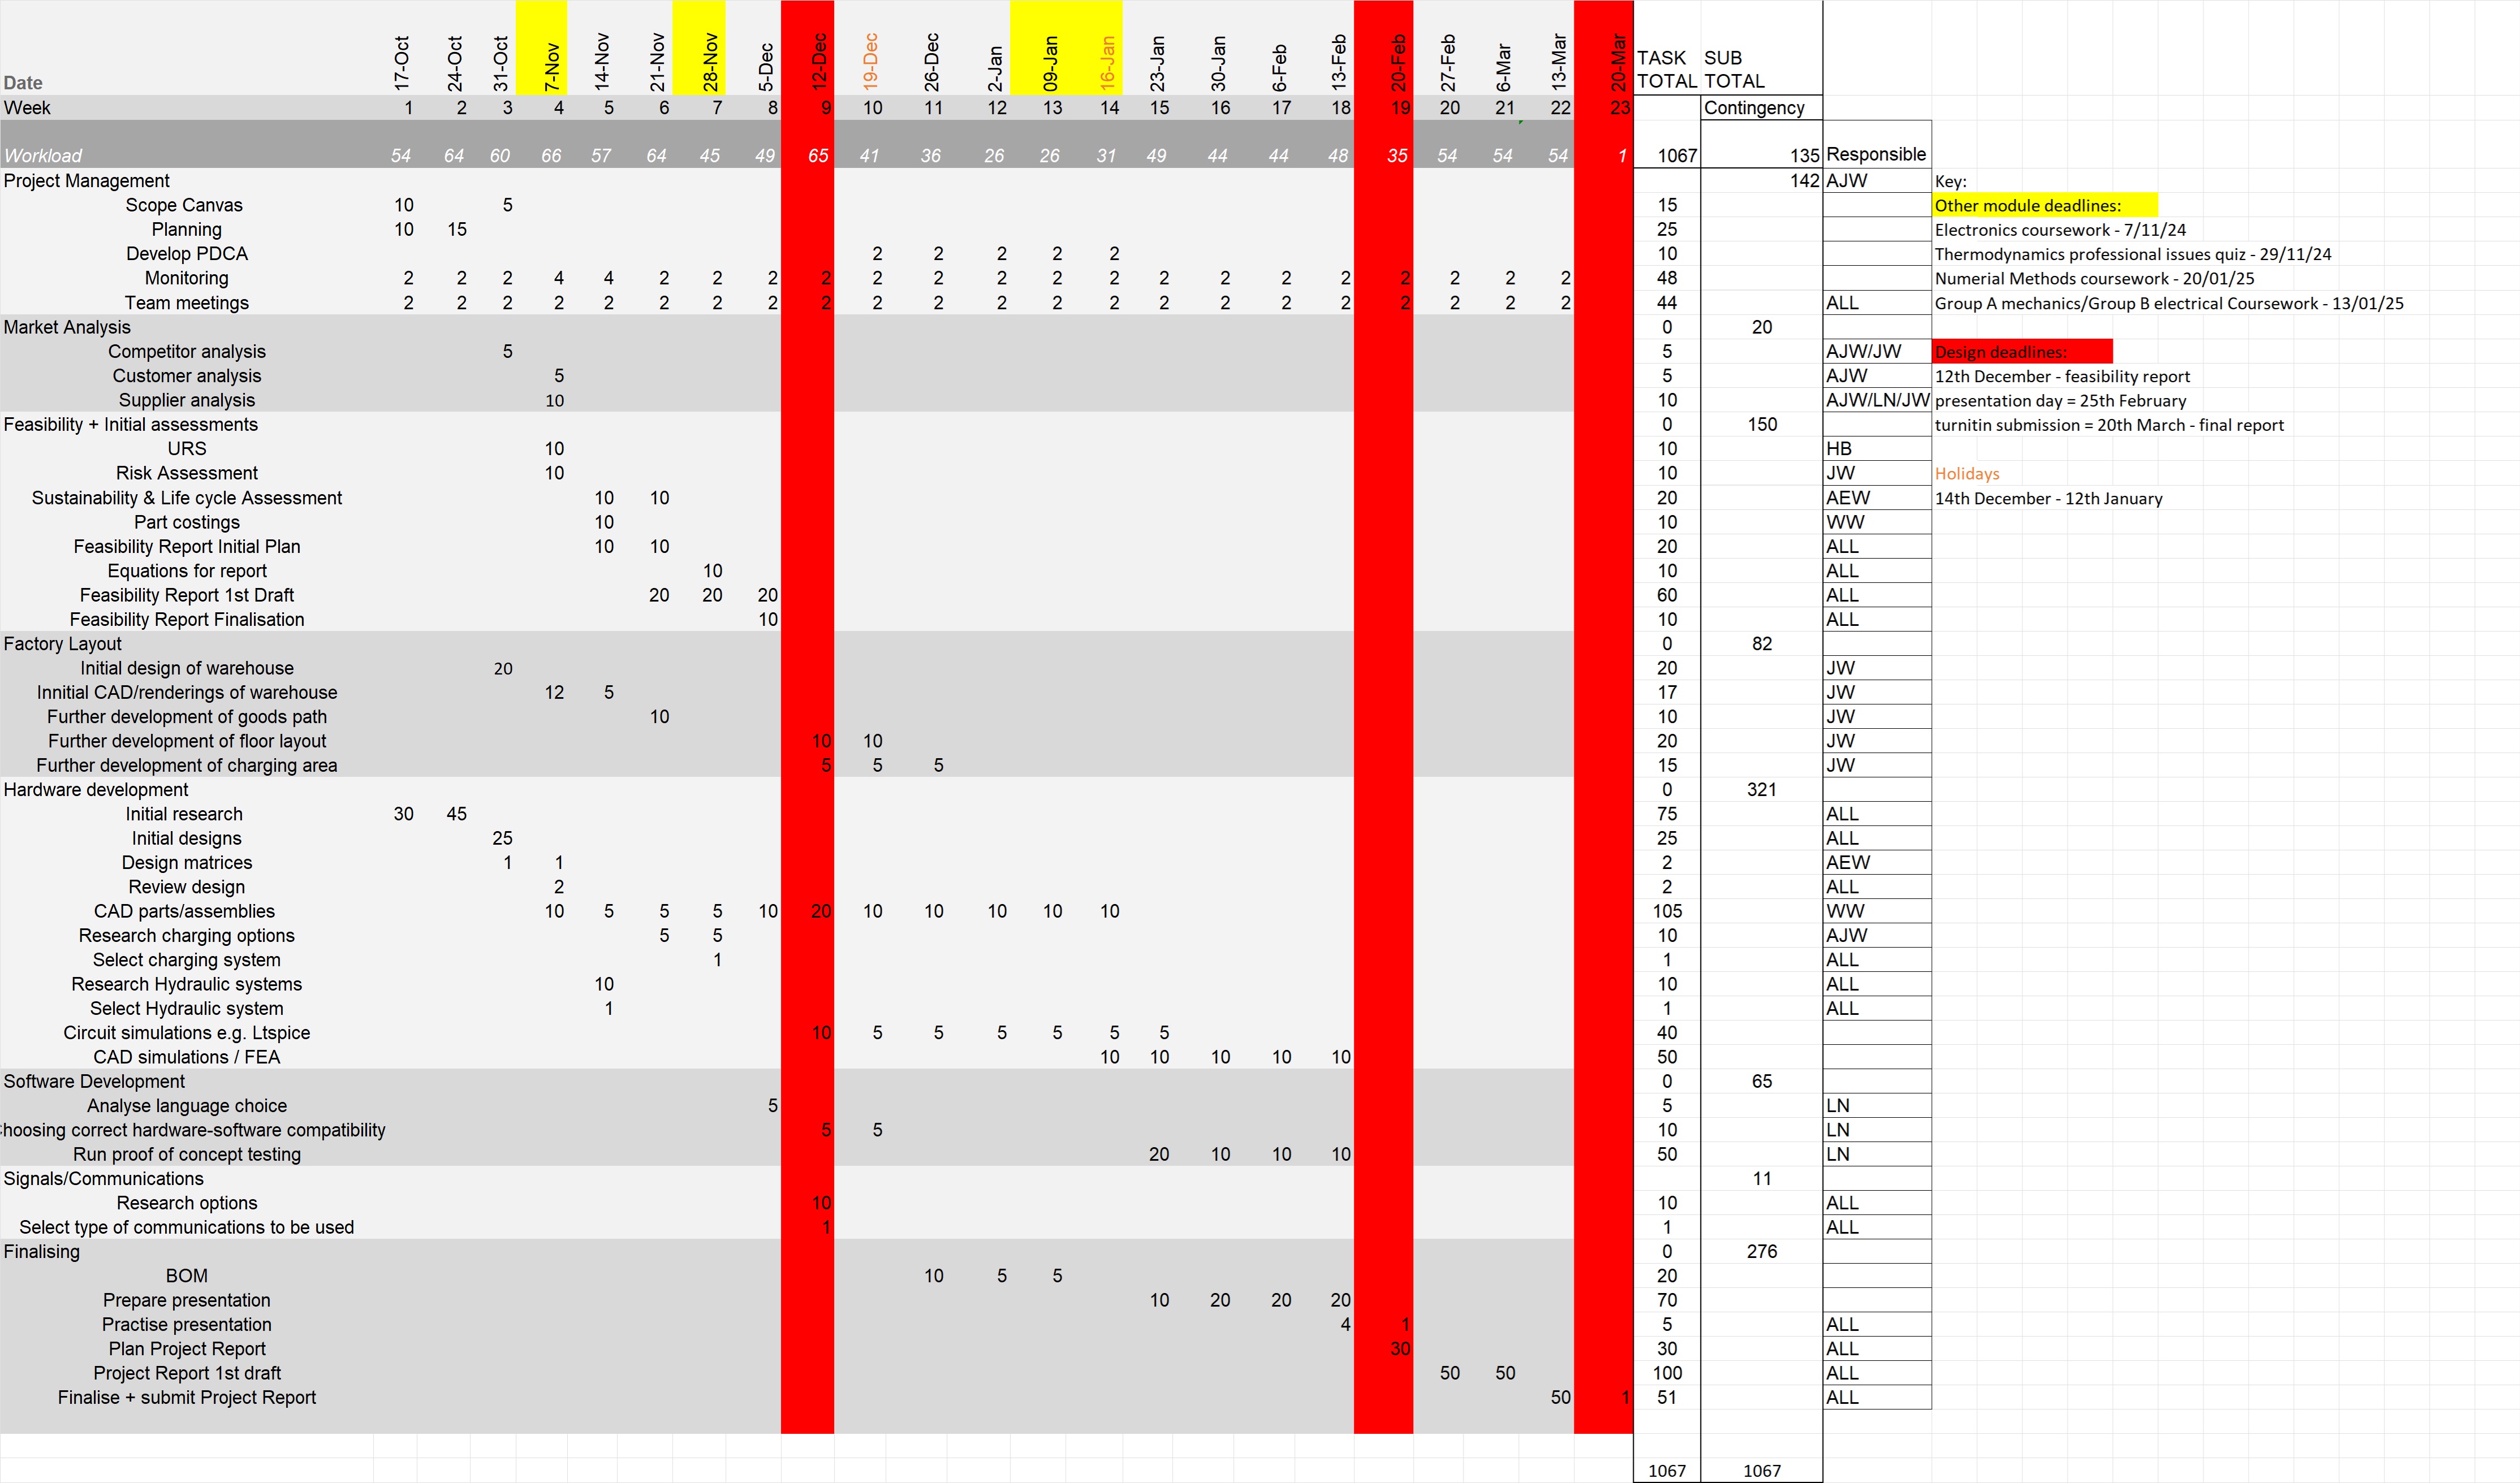 Date 17-Oct 24-Oct 31-Oct 7-Nov 14-Nov 21-Nov 28-Nov 5-Dec 12-Dec 19-Dec 26-Dec 2-Jan 09-Jan 16-Jan 23-Jan 30-Jan 6-Feb 13-Feb 20-Feb 27-Feb 6-Mar 13-Mar 20-Mar TASK TOTAL SUB TOTAL
Week 1 2 3 4 5 6 7 8 9 10 11 12 13 14 15 16 17 18 19 20 21 22 23 Contingency
Workload 54 64 60 66 57 64 45 49 65 41 36 26 26 31 49 44 44 48 35 54 54 54 1 1067 135 Responsible
Project Management 142 AJW Key:
Scope Canvas 10 5 15 Other module deadlines:
Planning 10 15 25 Electronics coursework - 7/11/24
Develop PDCA 2 2 2 2 2 10 Thermodynamics professional issues quiz - 29/11/24
Monitoring 2 2 2 4 4 2 2 2 2 2 2 2 2 2 2 2 2 2 2 2 2 2 48 Numerial Methods coursework - 20/01/25
Team meetings 2 2 2 2 2 2 2 2 2 2 2 2 2 2 2 2 2 2 2 2 2 2 44 ALL Group A mechanics/Group B electrical Coursework - 13/01/25
Market Analysis 0 20
Competitor analysis 5 5 AJW/JW Design deadlines:
Customer analysis 5 5 AJW 12th December - feasibility report
Supplier analysis 10 10 AJW/LN/JW presentation day = 25th February
Feasibility + Initial assessments 0 150 turnitin submission = 20th March - final report
URS 10 10 HB
Risk Assessment 10 10 JW Holidays
Sustainability & Life cycle Assessment 10 10 20 AEW 14th December - 12th January
Part costings 10 10 WW
Feasibility Report Initial Plan 10 10 20 ALL
Equations for report 10 10 ALL
Feasibility Report 1st Draft 20 20 20 60 ALL
Feasibility Report Finalisation 10 10 ALL
Factory Layout 0 82
Initial design of warehouse 20 20 JW
Innitial CAD/renderings of warehouse 12 5 17 JW
Further development of goods path 10 10 JW
Further development of floor layout 10 10 20 JW
Further development of charging area 5 5 5 15 JW
Hardware development 0 321
Initial research 30 45 75 ALL
Initial designs 25 25 ALL
Design matrices 1 1 2 AEW
Review design 2 2 ALL
CAD parts/assemblies 10 5 5 5 10 20 10 10 10 10 10 105 WW
Research charging options 5 5 10 AJW
Select charging system 1 1 ALL
Research Hydraulic systems 10 10 ALL
Select Hydraulic system 1 1 ALL
Circuit simulations e.g. Ltspice 10 5 5 5 5 5 5 40
CAD simulations / FEA 10 10 10 10 10 50
Software Development 0 65
Analyse language choice 5 5 LN
hoosing correct hardware-software compatibility 5 5 10 LN
Run proof of concept testing 20 10 10 10 50 LN
Signals/Communications 11
Research options 10 10 ALL
Select type of communications to be used 1 1 ALL
Finalising 0 276
BOM 10 5 5 20
Prepare presentation 10 20 20 20 70
Practise presentation 4 1 5 ALL
Plan Project Report 30 30 ALL
Project Report 1st draft 50 50 100 ALL
Finalise + submit Project Report 50 1 51 ALL
1067 1067